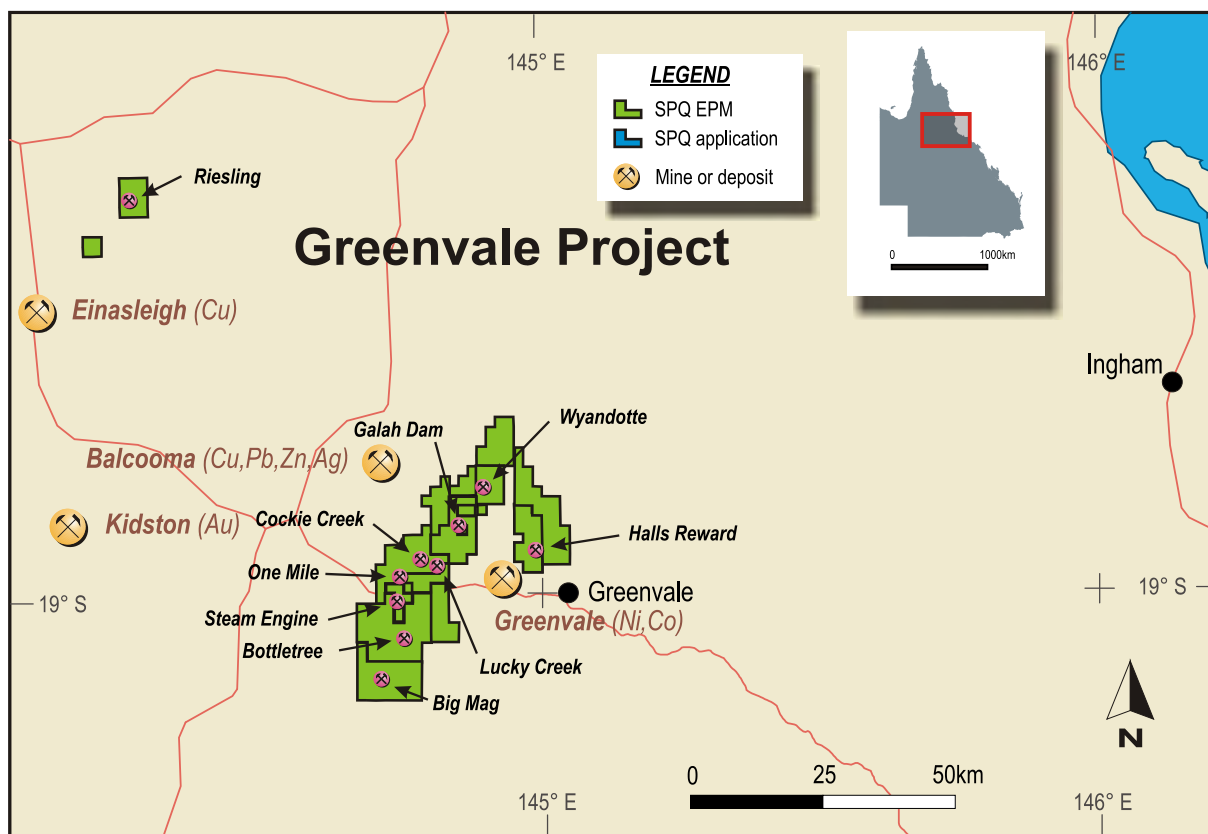 145° E
146° E
LEGEND
SPQ EPM
SPQ application
Mine or deposit
0
1000km
Riesling
Greenvale Project
Einasleigh (Cu)
Ingham
Wyandotte
Galah Dam
Balcooma (Cu,Pb,Zn,Ag)
Cockie Creek
Kidston (Au)
Halls Reward
One Mile
Greenvale
19° S
19° S
Steam Engine
Greenvale (Ni,Co)
Bottletree
Lucky Creek
Big Mag
N
0
25
50km
145° E
146° E